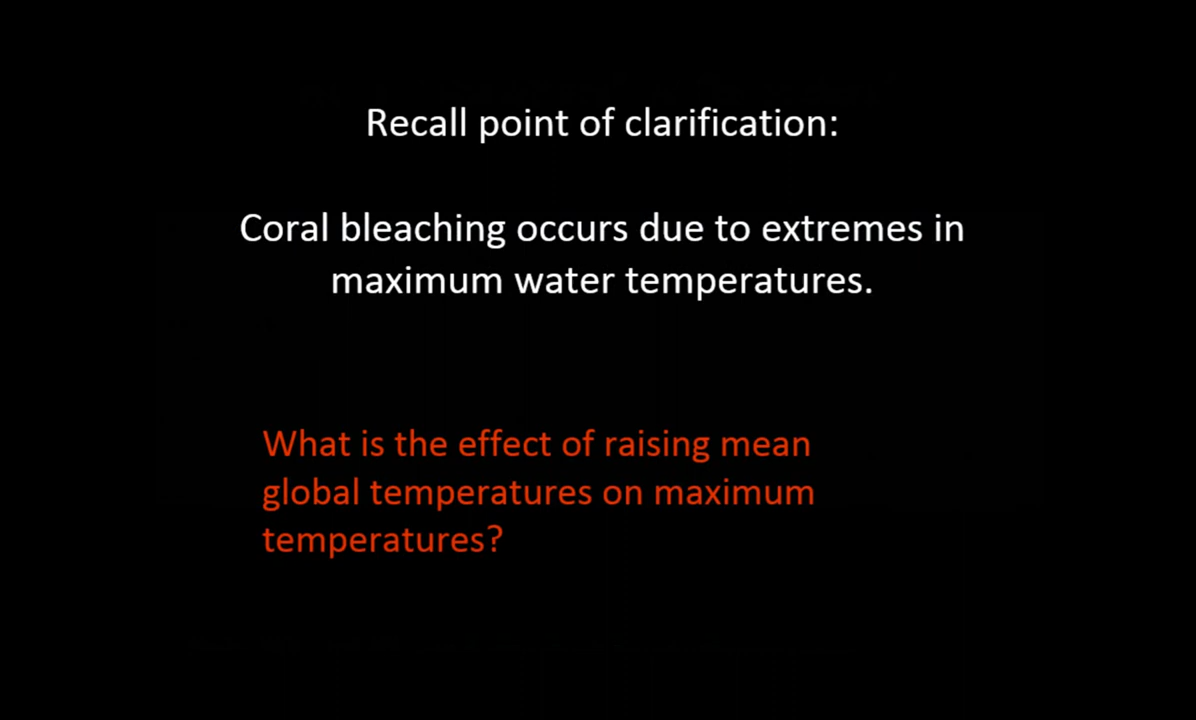 Recall point of clarification:
Coral bleaching occurs due to extremes in
maximum water temperatures.
What is the effect of raising mean
global temperatures on maximum
temperatures?